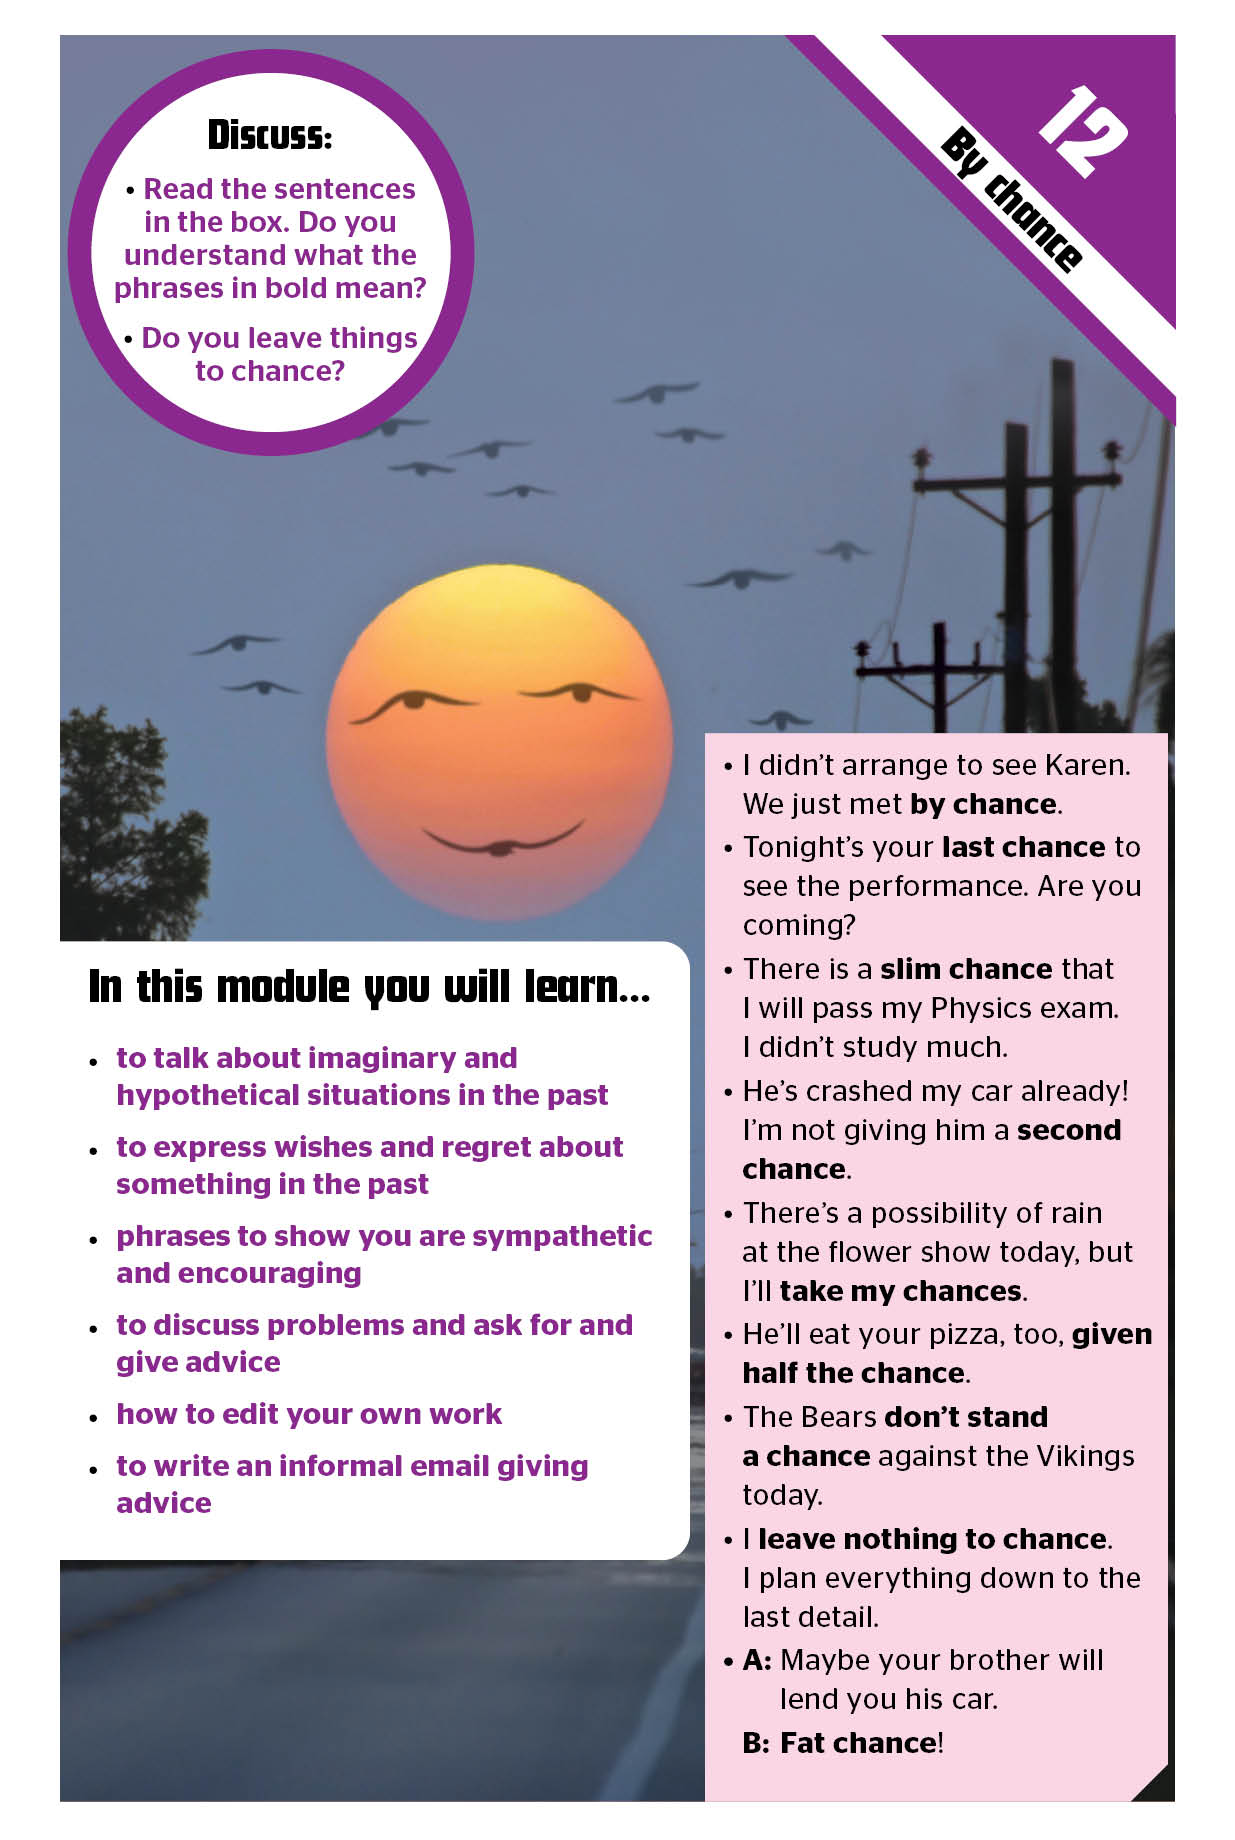 12
By chance
Discuss:
• Read the sentences
in the box. Do you
understand what the
phrases in bold mean?
• Do you leave things
to chance?
In this module you will learn...
• to talk about imaginary and
hypothetical situations in the past
• to express wishes and regret about
something in the past
• phrases to show you are sympathetic
and encouraging
• to discuss problems and ask for and
give advice
• how to edit your own work
• to write an informal email giving
advice
• I didn't arrange to see Karen.
We just met by chance.
• Tonight's your last chance to
see the performance. Are you
coming?
• There is a slim chance that
I will pass my Physics exam.
I didn't study much.
• He's crashed my car already!
I'm not giving him a second
chance.
• There's a possibility of rain
at the flower show today, but
I'll take my chances.
• He'll eat your pizza, too, given
half the chance.
• The Bears don't stand
a chance against the Vikings
today.
• I leave nothing to chance.
I plan everything down to the
last detail.
• A: Maybe your brother will
lend you his car.
B: Fat chance!